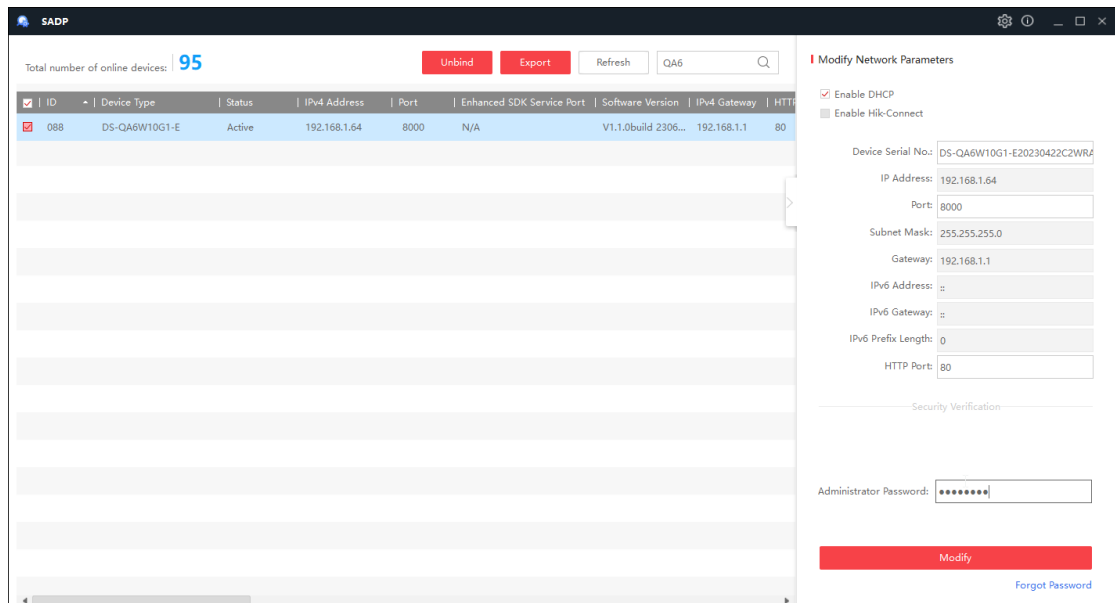 SADP
Total number of online devices: 95
Unbind
Export
Refresh
QA6
ID
Device Type
Status
IPv4 Address
Port
Enhanced SDK Service Port
Software Version
IPv4 Gateway
HTTP
088
DS-QA6W10G1-E
Active
192.168.1.64
8000
N/A
V1.1.0build 2306...
192.168.1.1
80
Modify Network Parameters
Enable DHCP
Enable Hik-Connect
Device Serial No.: DS-QA6W10G1-E20230422C2WRA
IP Address: 192.168.1.64
Port: 8000
Subnet Mask: 255.255.255.0
Gateway: 192.168.1.1
IPv6 Address: ::
IPv6 Gateway: ::
IPv6 Prefix Length: 0
HTTP Port: 80
Security Verification
Administrator Password: ●●●●●●●●
Modify
Forgot Password